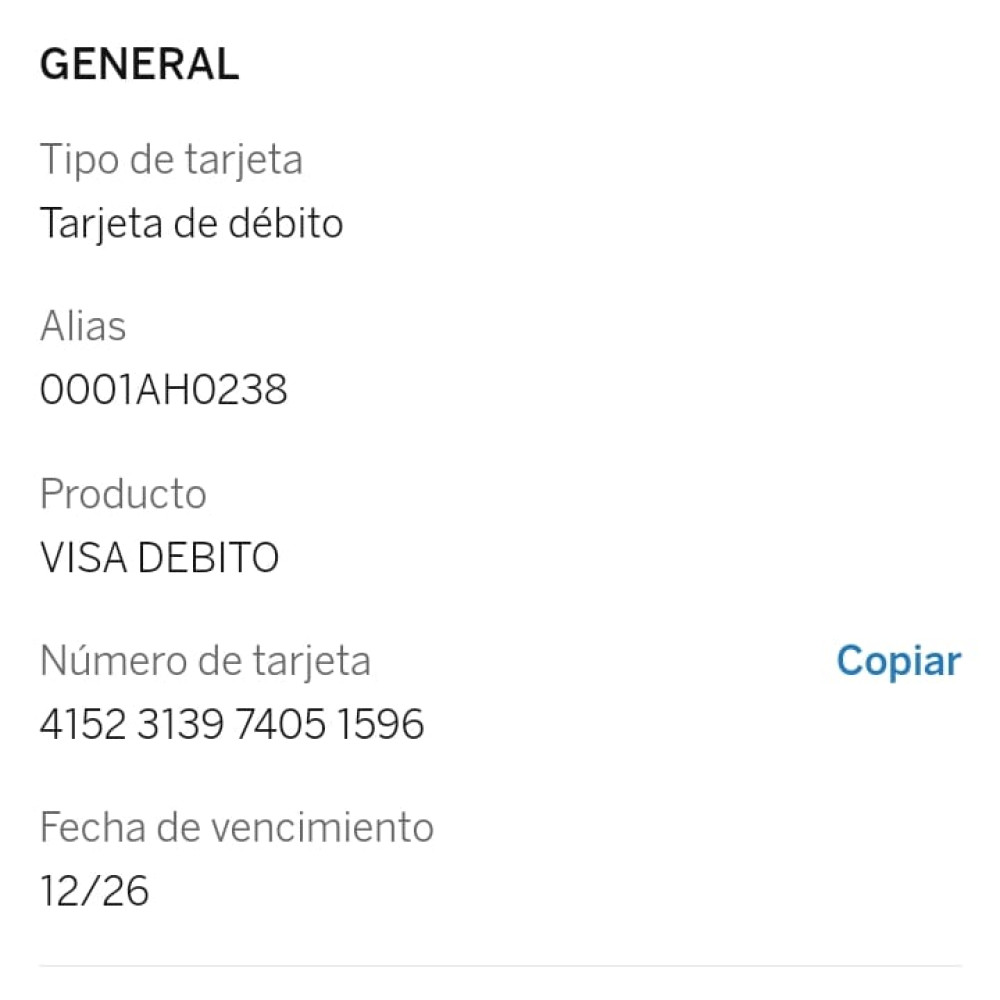 GENERAL
Tipo de tarjeta
Tarjeta de débito
Alias
0001AH0238
Producto
VISA DEBITO
Número de tarjeta
Copiar
4152 3139 7405 1596
Fecha de vencimiento
12/26